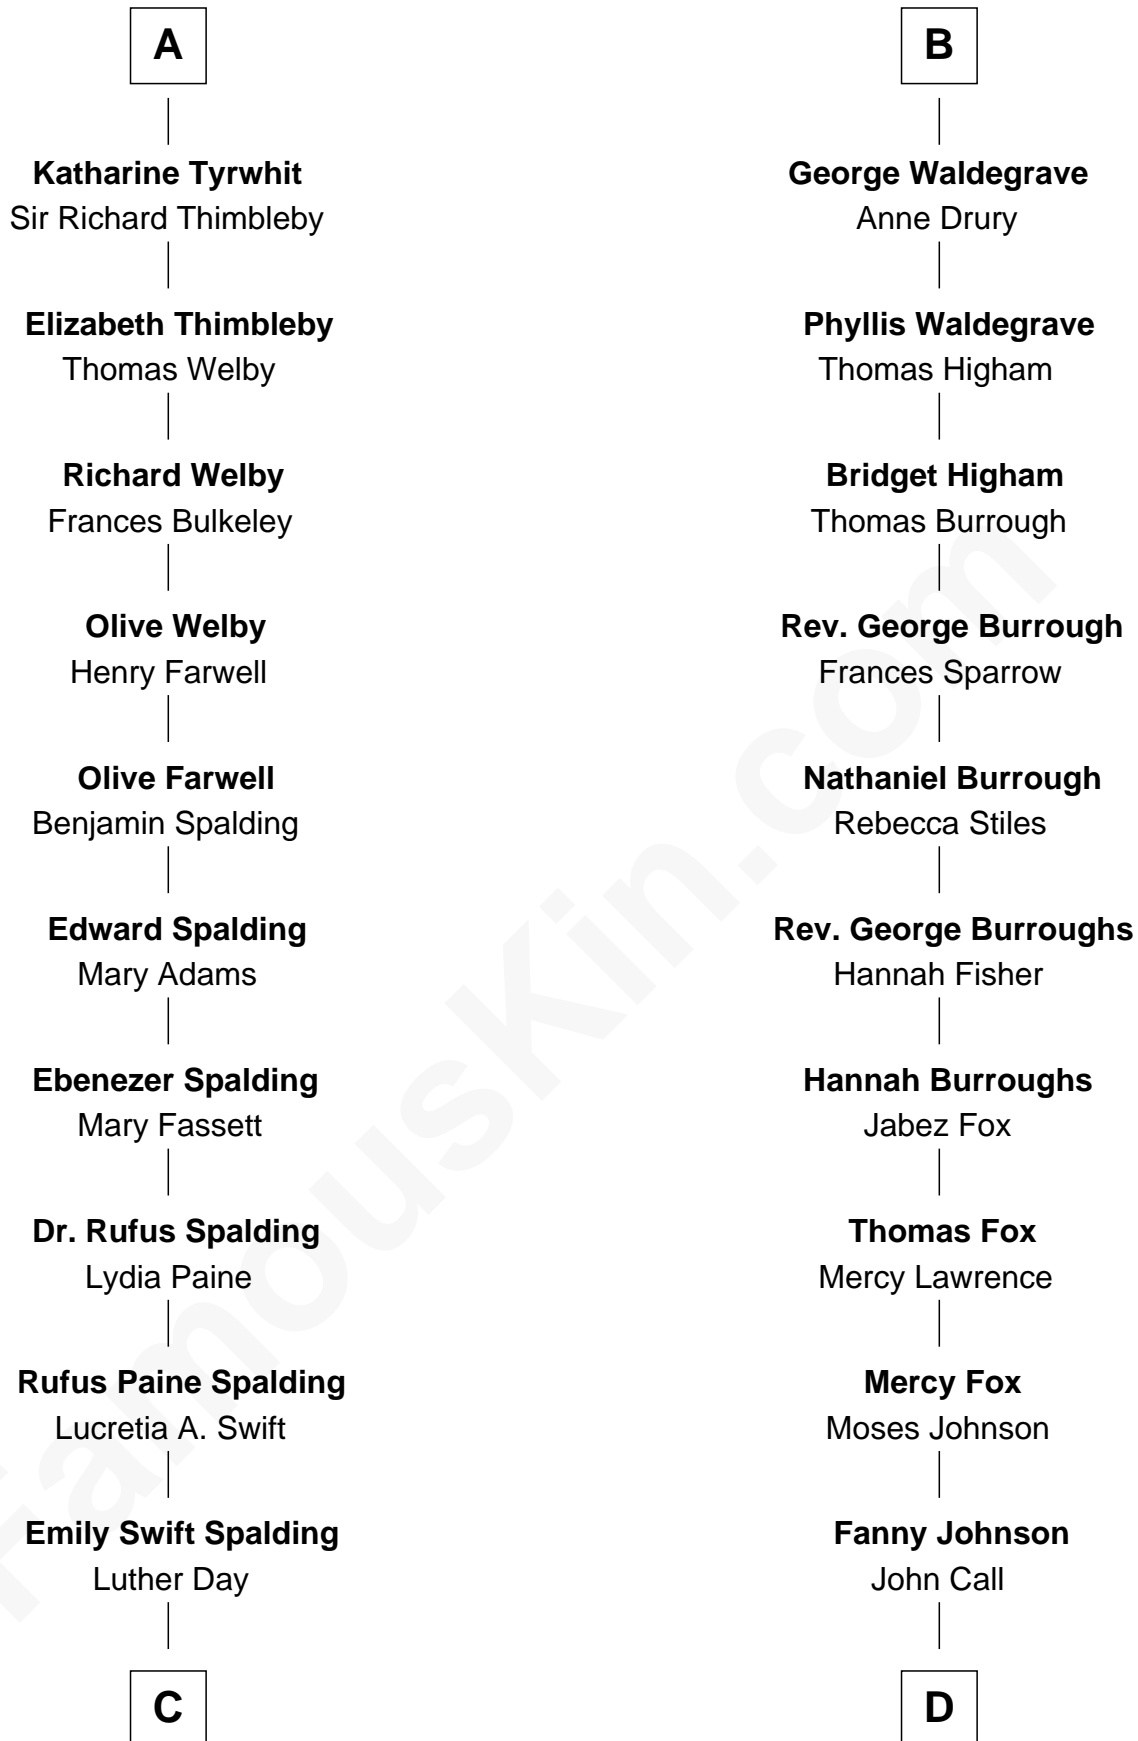 A
Katharine Tyrwhit
Sir Richard Thimbleby
Elizabeth Thimbleby
Thomas Welby
Richard Welby
Frances Bulkeley
Olive Welby
Henry Farwell
Olive Farwell
Benjamin Spalding
Edward Spalding
Mary Adams
Ebenezer Spalding
Mary Fassett
Dr. Rufus Spalding
Lydia Paine
Rufus Paine Spalding
Lucretia A. Swift
Emily Swift Spalding
Luther Day
C
B
George Waldegrave
Anne Drury
Phyllis Waldegrave
Thomas Higham
Bridget Higham
Thomas Burrough
Rev. George Burrough
Frances Sparrow
Nathaniel Burrough
Rebecca Stiles
Rev. George Burroughs
Hannah Fisher
Hannah Burroughs
Jabez Fox
Thomas Fox
Mercy Lawrence
Mercy Fox
Moses Johnson
Fanny Johnson
John Call
D
FamousKin.com